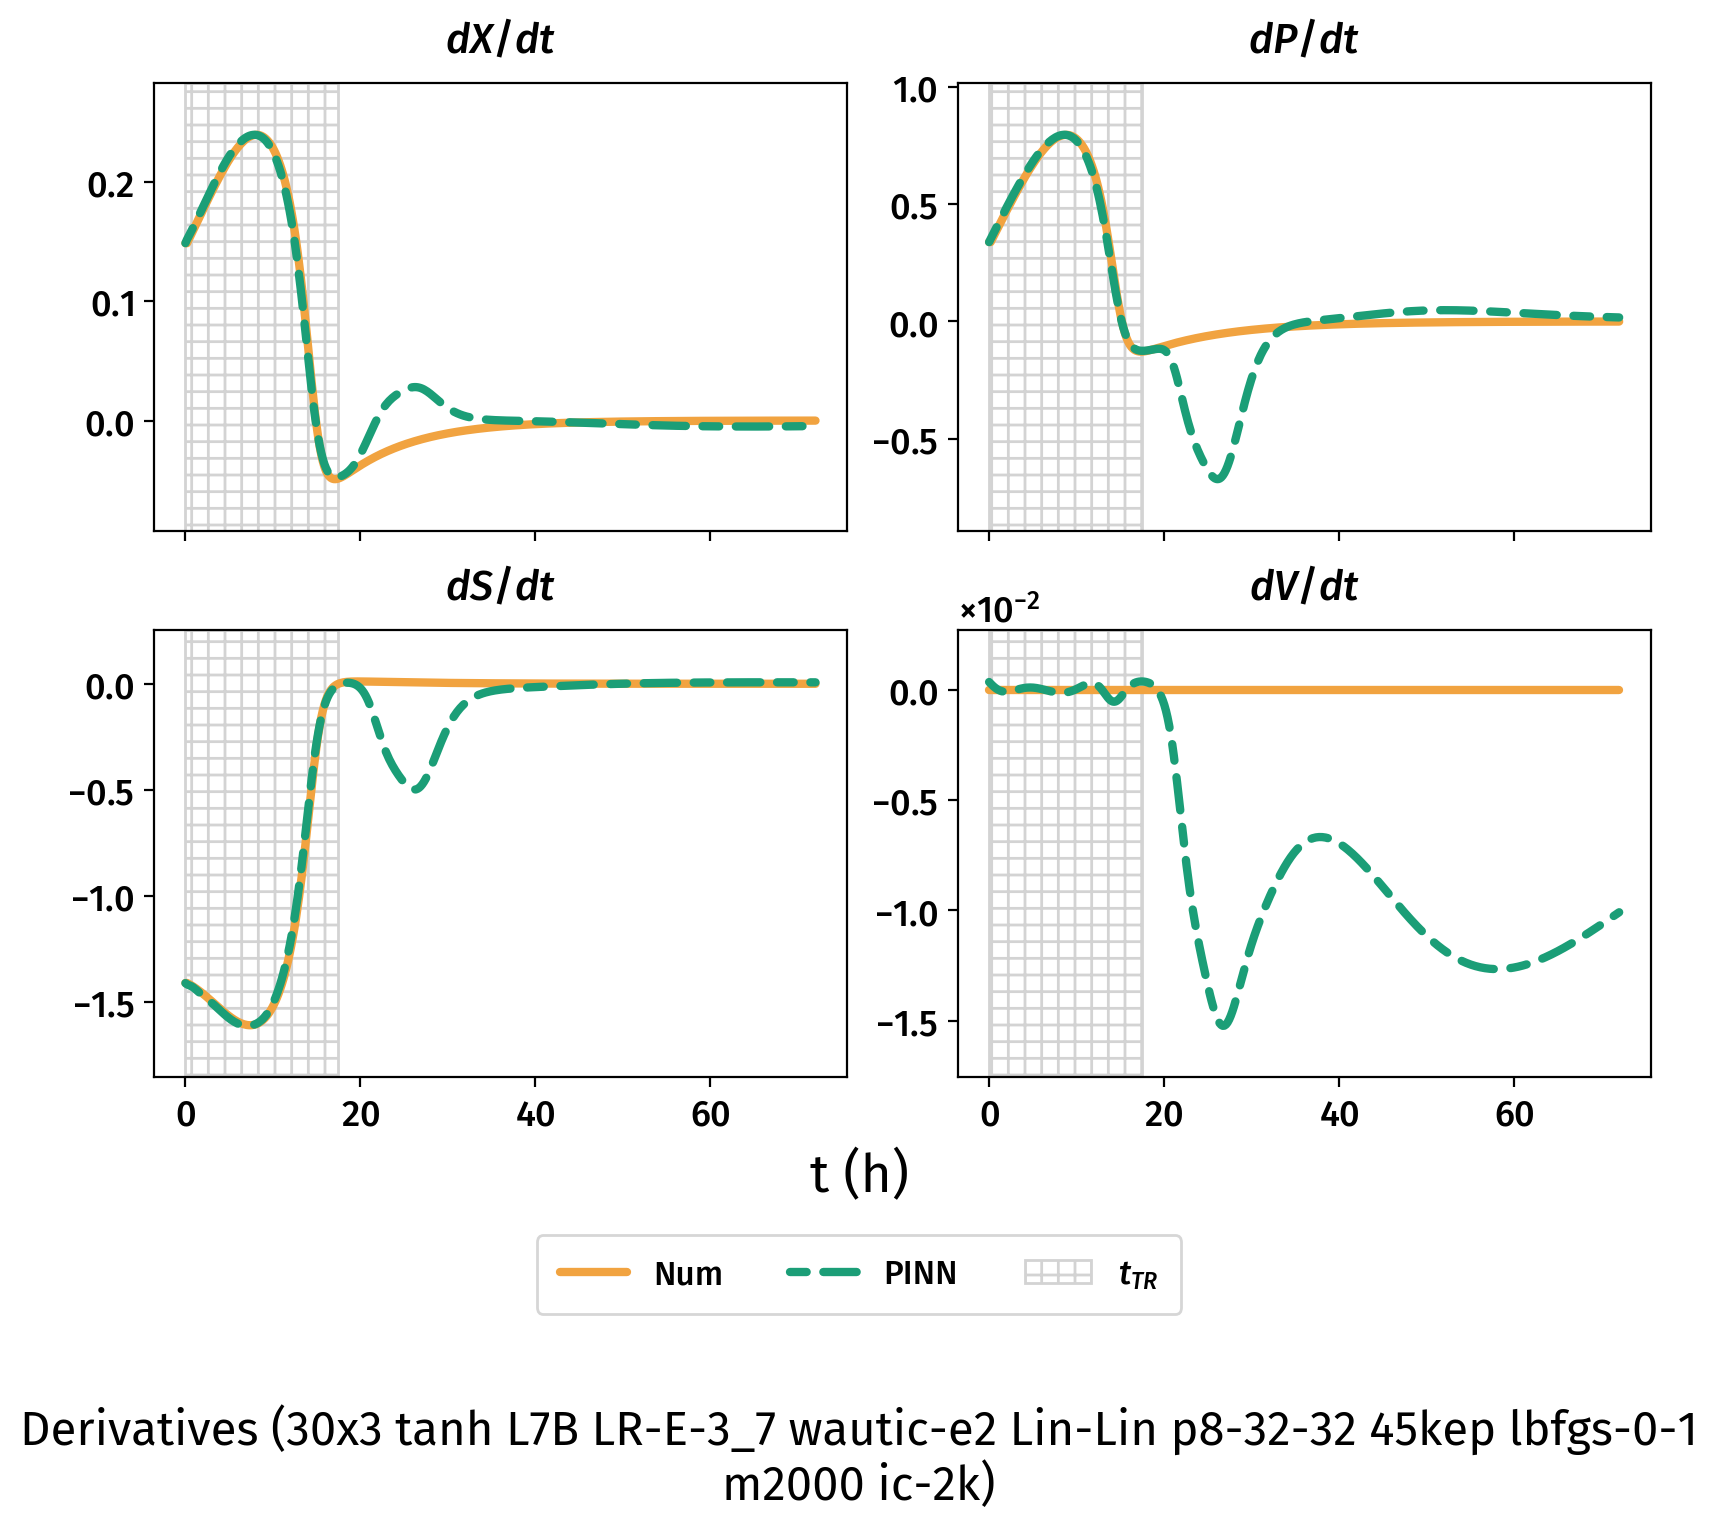 dX/dt
dP/dt
0.2
0.1
0.0
1.0
0.5
0.0
−0.5
dS/dt
dV/dt
×10⁻²
0.0
−0.5
−1.0
−1.5
0.0
−0.5
−1.0
−1.5
0 20 40 60
0 20 40 60
t (h)
Num PINN t_TR
Derivatives (30x3 tanh L7B LR-E-3_7 wautic-e2 Lin-Lin p8-32-32 45kep lbfgs-0-1
m2000 ic-2k)